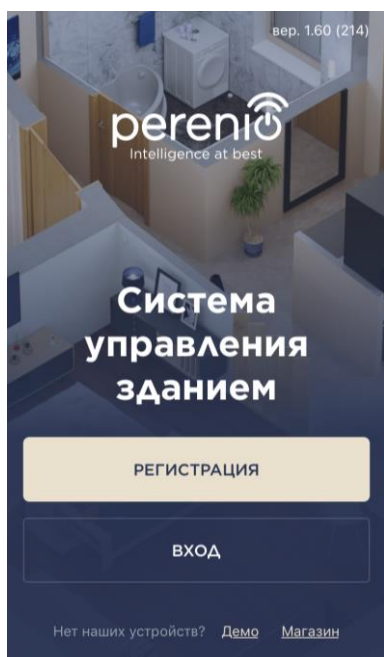 вер. 1.60 (214)
perenio
Intelligence at best
Система
управления
зданием
РЕГИСТРАЦИЯ
ВХОД
Нет наших устройств? Демо Магазин